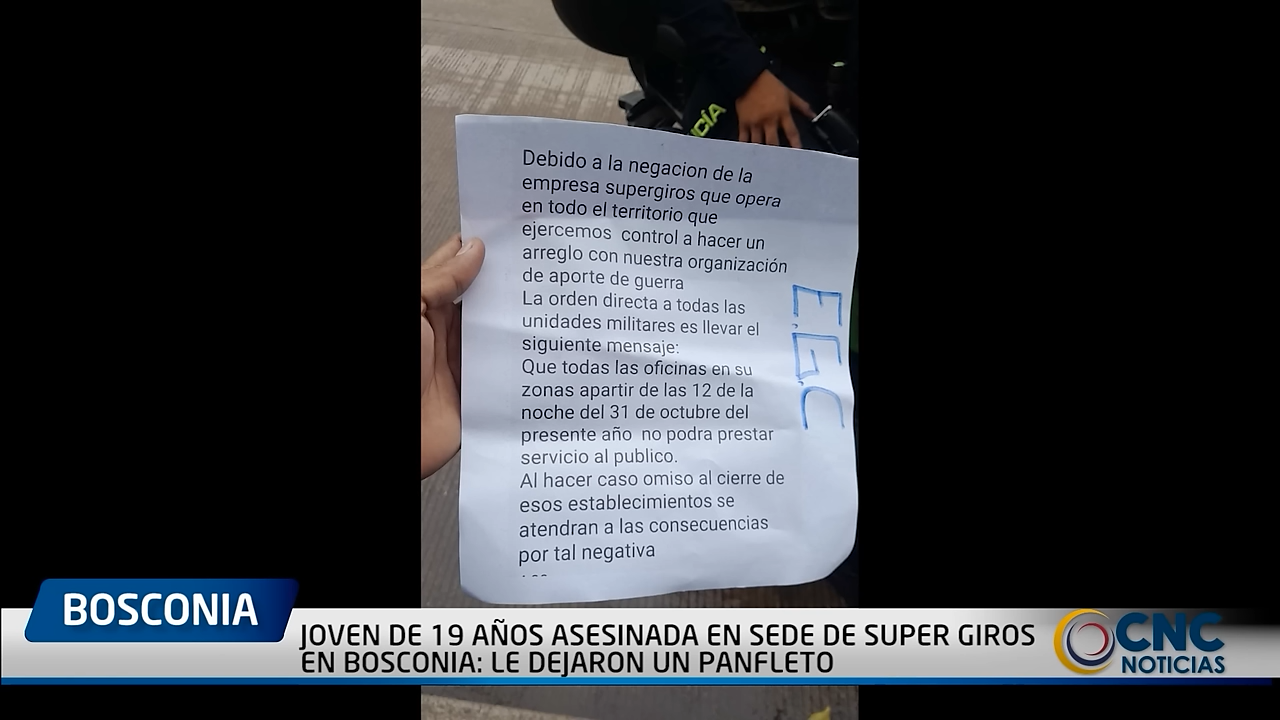 CÍA
Debido a la negacion de la
empresa supergiros que opera
en todo el territorio que
ejercemos control a hacer un
arreglo con nuestra organización
de aporte de guerra
La orden directa a todas las
unidades militares es llevar el
siguiente mensaje:
Que todas las oficinas en su
zonas apartir de las 12 de la
noche del 31 de octubre del
presente año no podra prestar
servicio al publico.
Al hacer caso omiso al cierre de
esos establecimientos se
atendran a las consecuencias
por tal negativa
E.G.C
BOSCONIA
JOVEN DE 19 AÑOS ASESINADA EN SEDE DE SUPER GIROS
EN BOSCONIA: LE DEJARON UN PANFLETO
CNC
NOTICIAS